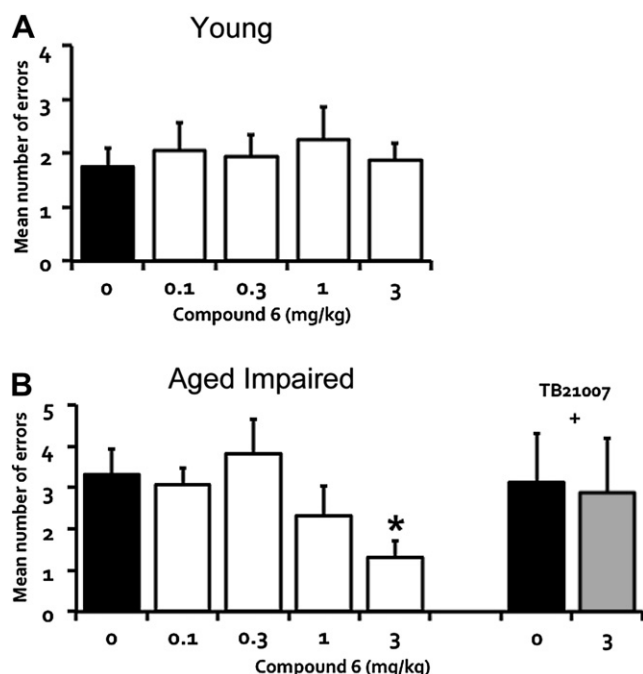 A
Young
Mean number of errors
4
3
2
1
0
0 0.1 0.3 1 3
Compound 6 (mg/kg)
B
Aged Impaired
TB21007
+
Mean number of errors
5
4
3
2
1
0
*
0 0.1 0.3 1 3 0 3
Compound 6 (mg/kg)